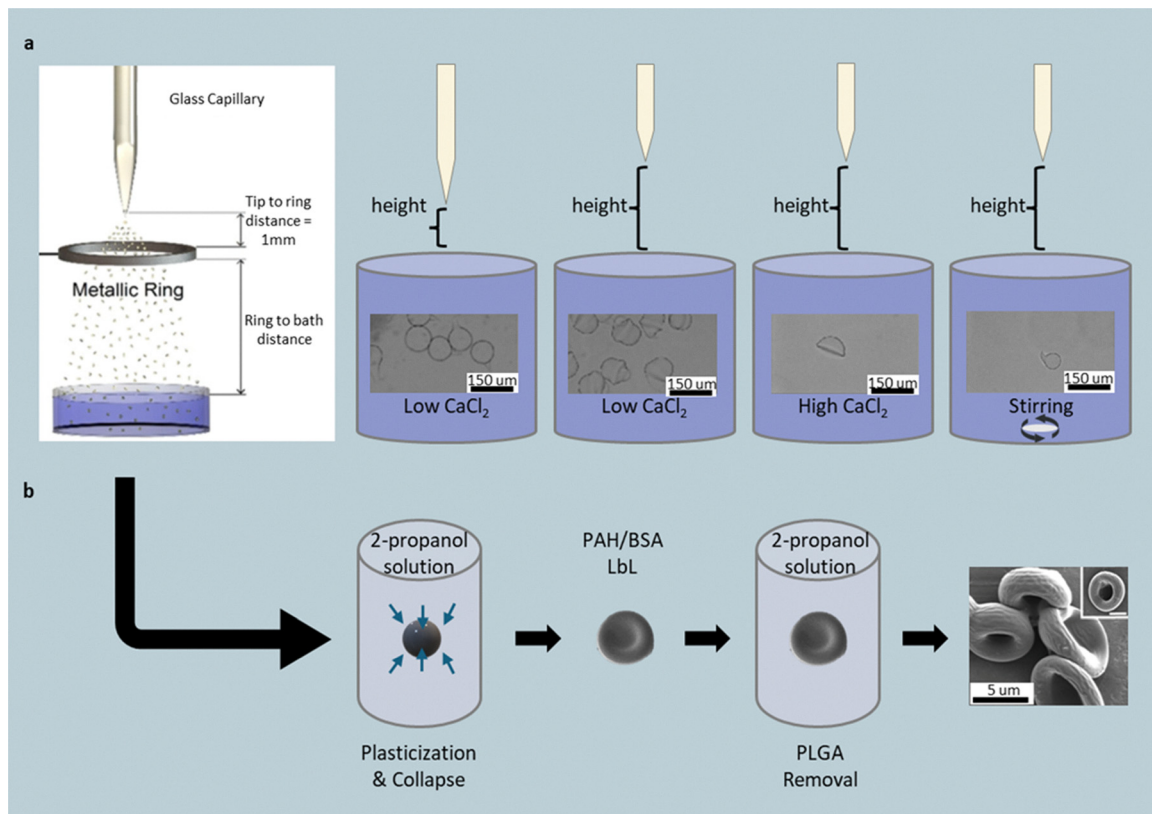 a
Glass Capillary
Tip to ring
distance =
1mm
Metallic Ring
Ring to bath
distance
height
150 um
Low CaCl₂
height
150 um
Low CaCl₂
height
150 um
High CaCl₂
height
150 um
Stirring
b
2-propanol
solution
Plasticization
& Collapse
PAH/BSA
LbL
2-propanol
solution
PLGA
Removal
5 um